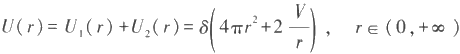 U(r)=U₁(r)+U₂(r)=δ(4πr²+2 V/r), r∈(0,+∞)